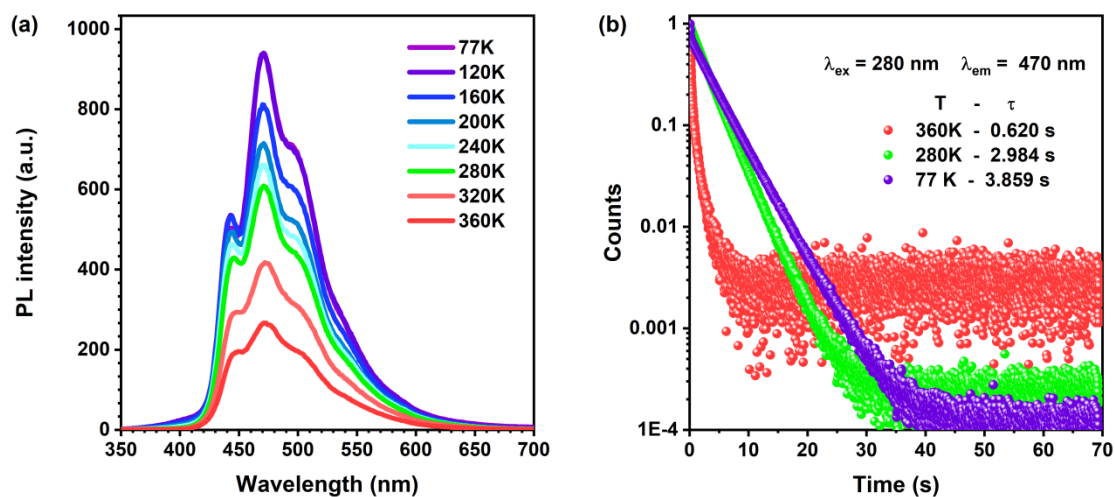 (a)
1000
800
600
400
200
0
PL intensity (a.u.)
350 400 450 500 550 600 650 700
Wavelength (nm)
77K
120K
160K
200K
240K
280K
320K
360K
(b)
1
0.1
0.01
0.001
1E-4
Counts
0 10 20 30 40 50 60 70
Time (s)
λex = 280 nm λem = 470 nm
T - τ
360K - 0.620 s
280K - 2.984 s
77 K - 3.859 s